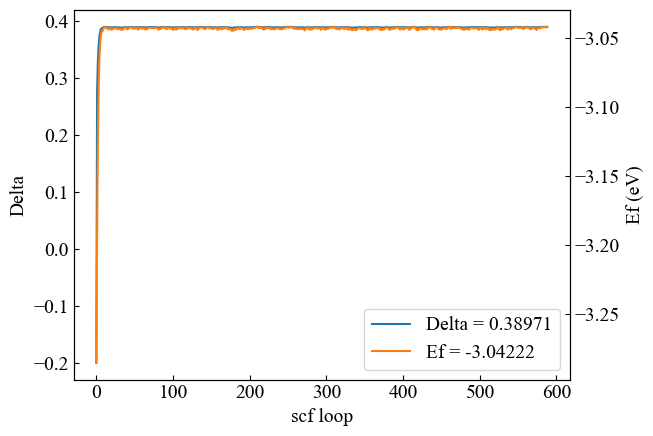 0.4
0.3
0.2
0.1
0.0
−0.1
−0.2
Delta
−3.05
−3.10
−3.15
−3.20
−3.25
Ef (eV)
Delta = 0.38971
Ef = -3.04222
0 100 200 300 400 500 600
scf loop